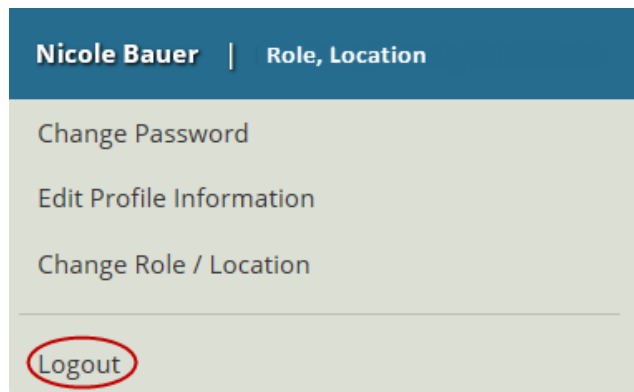 Nicole Bauer | Role, Location
Change Password
Edit Profile Information
Change Role / Location
Logout